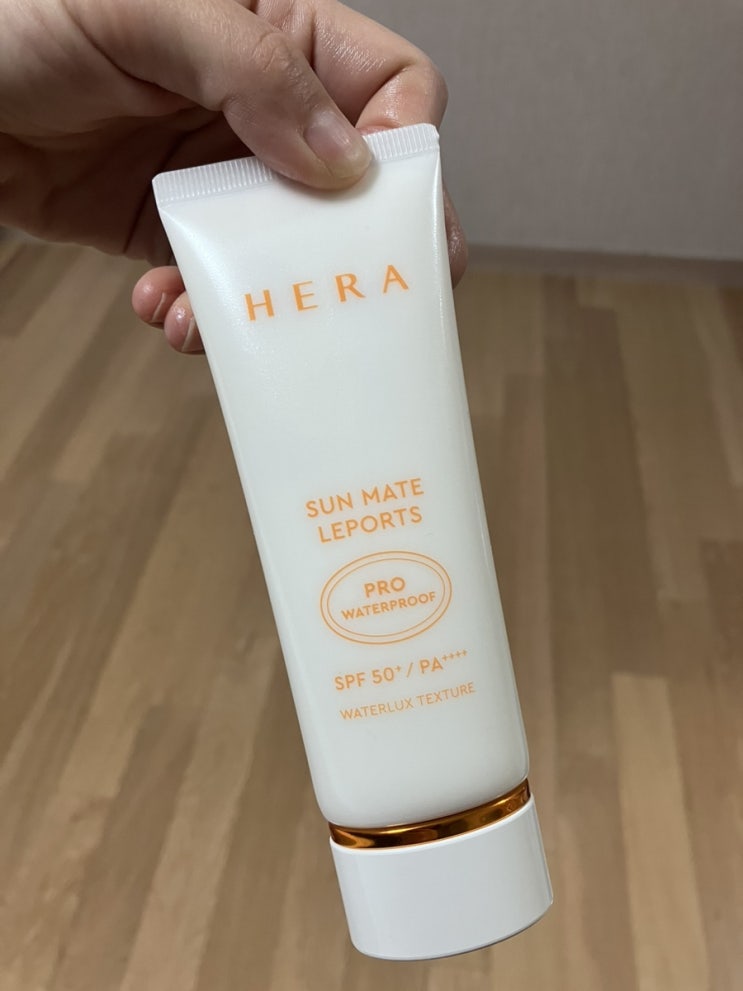 HERA
SUN MATE
LEPORTS
PRO
WATERPROOF
SPF 50+ / PA++++
WATERLUX TEXTURE